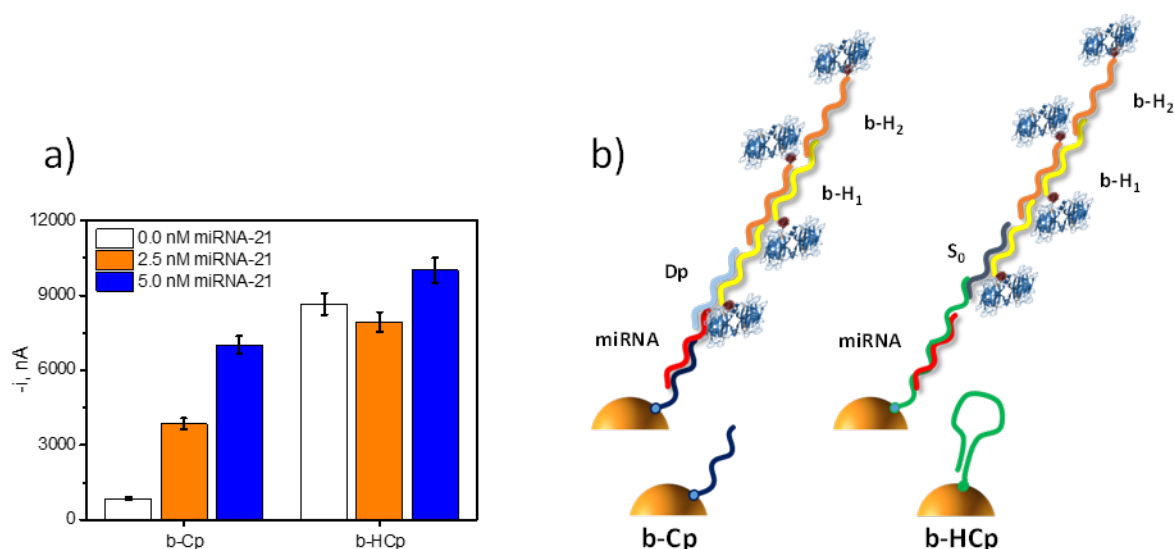 a)
-i, nA
12000
9000
6000
3000
0
0.0 nM miRNA-21
2.5 nM miRNA-21
5.0 nM miRNA-21
b-Cp
b-HCp
b)
b-H2
b-H1
Dp
miRNA
b-Cp
b-H2
b-H1
S0
miRNA
b-HCp